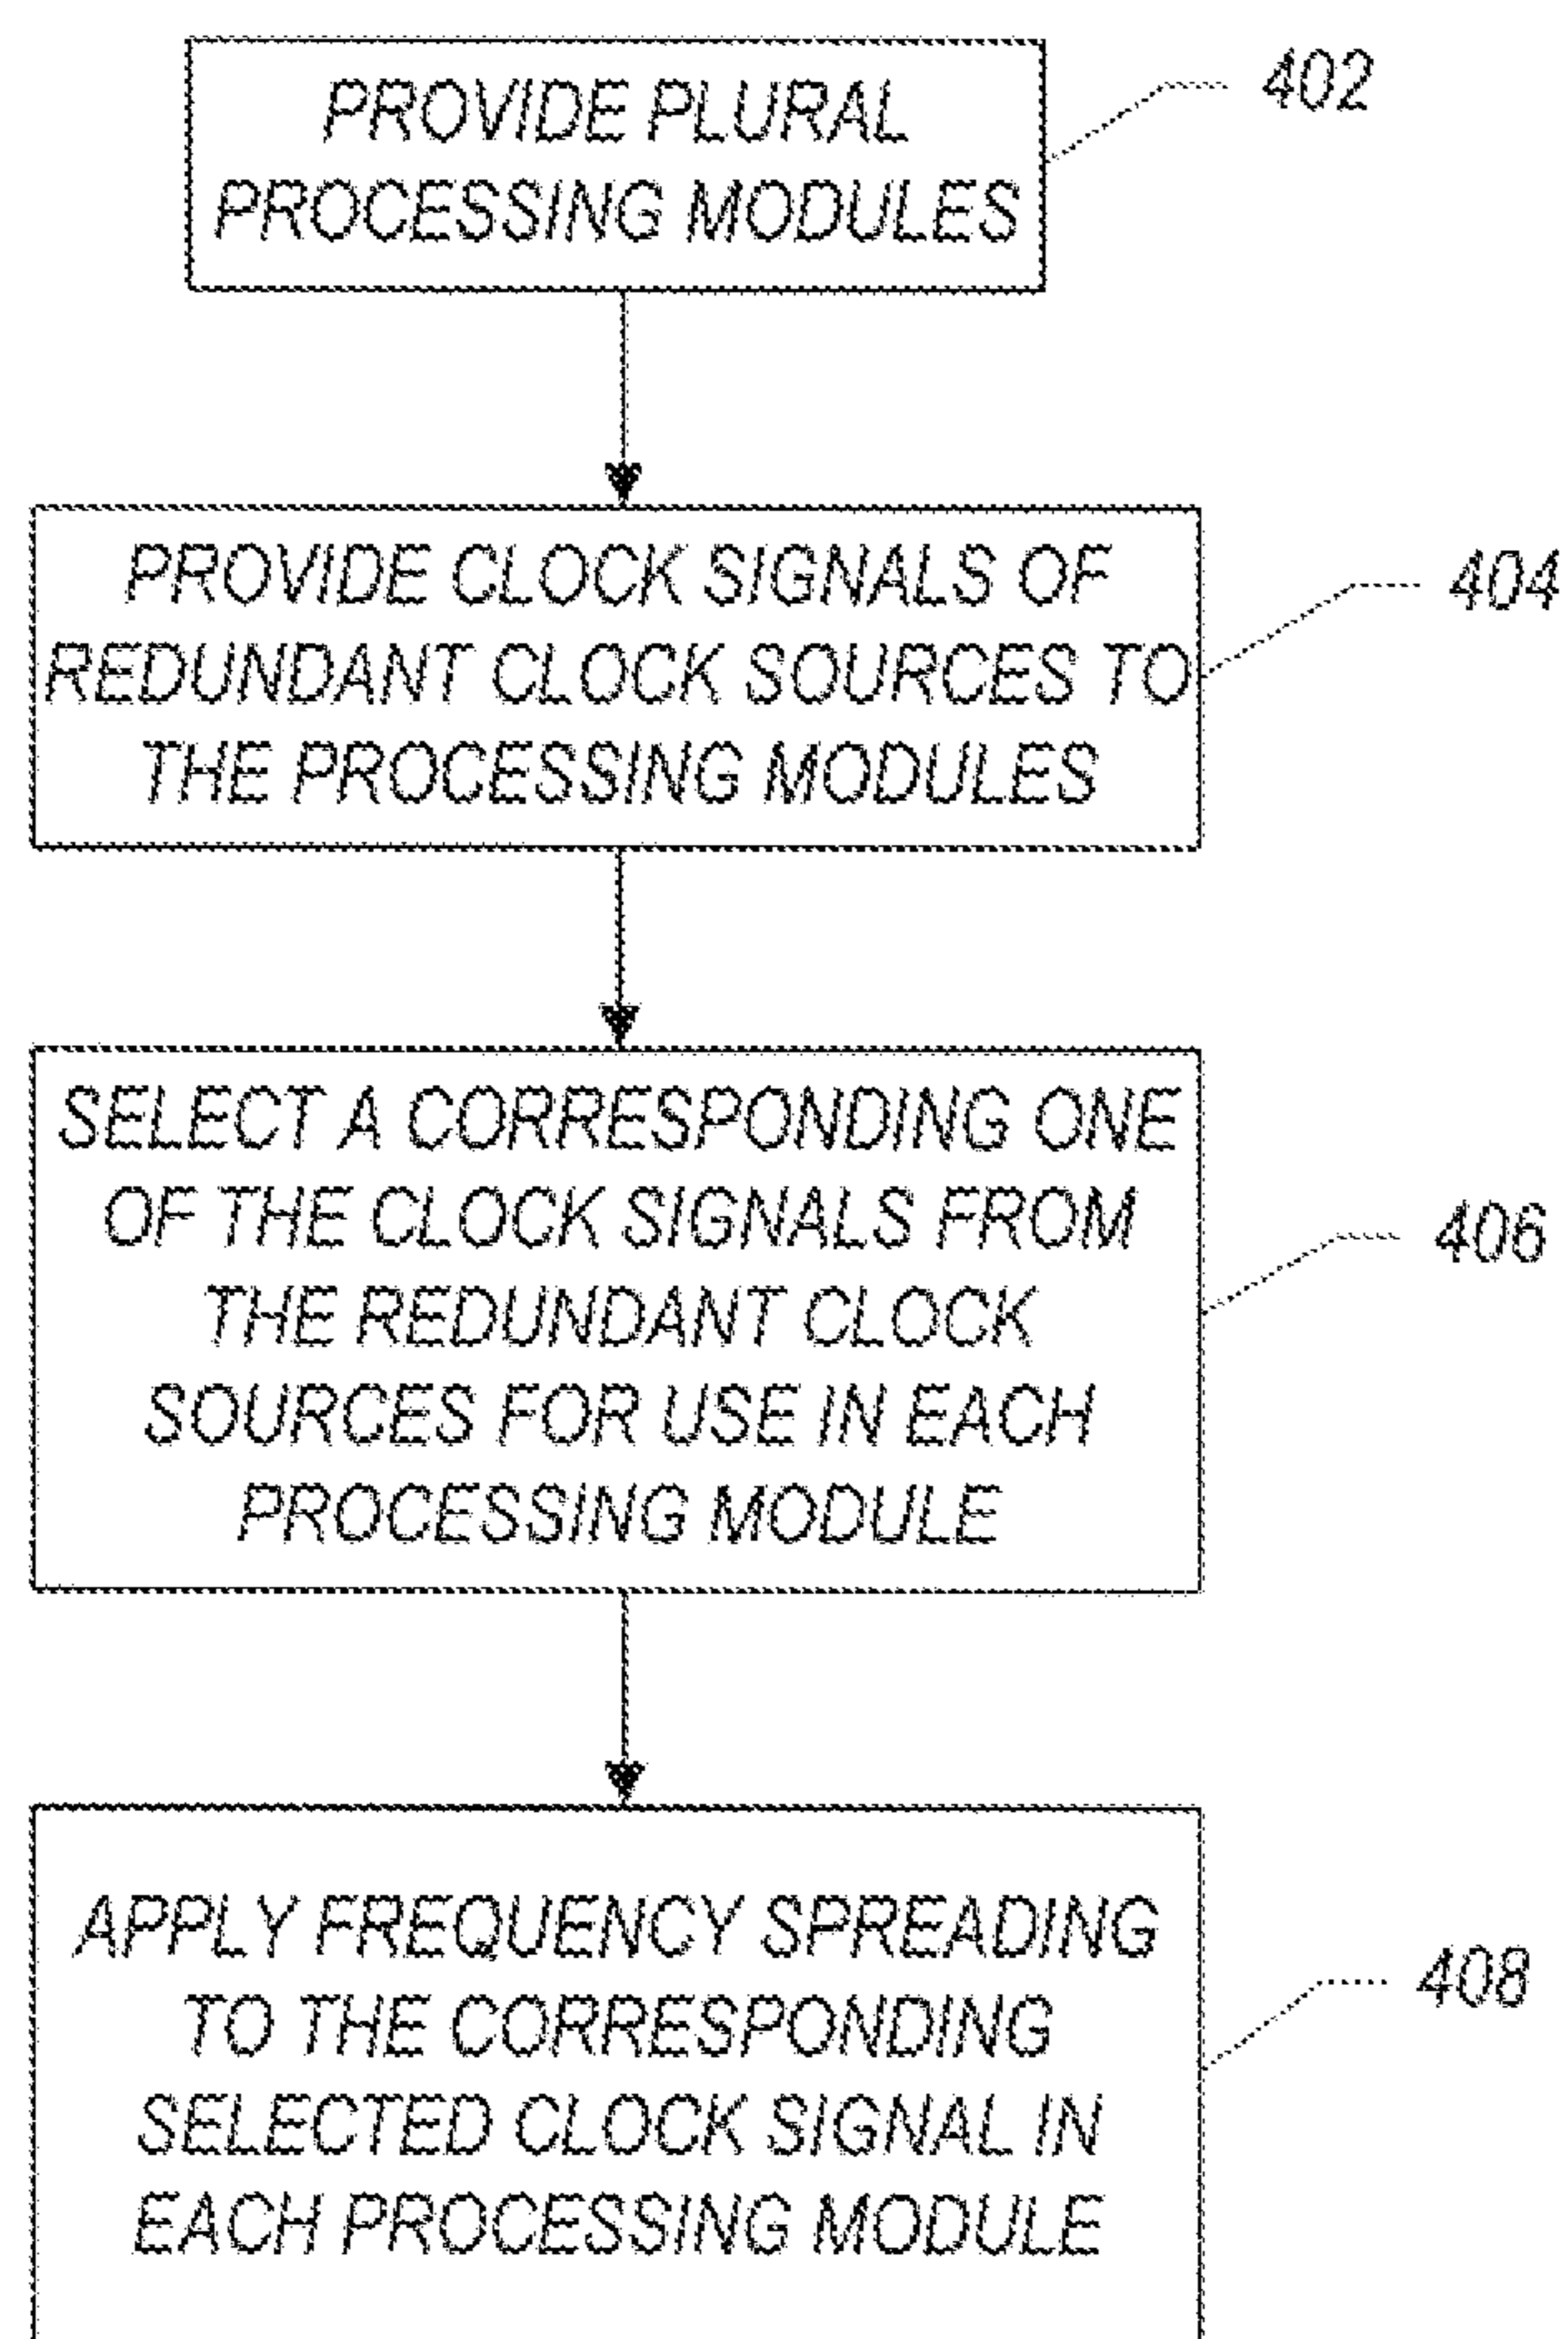 PROVIDE PLURAL
PROCESSING MODULES
402
PROVIDE CLOCK SIGNALS OF
REDUNDANT CLOCK SOURCES TO
THE PROCESSING MODULES
404
SELECT A CORRESPONDING ONE
OF THE CLOCK SIGNALS FROM
THE REDUNDANT CLOCK
SOURCES FOR USE IN EACH
PROCESSING MODULE
406
APPLY FREQUENCY SPREADING
TO THE CORRESPONDING
SELECTED CLOCK SIGNAL IN
EACH PROCESSING MODULE
408